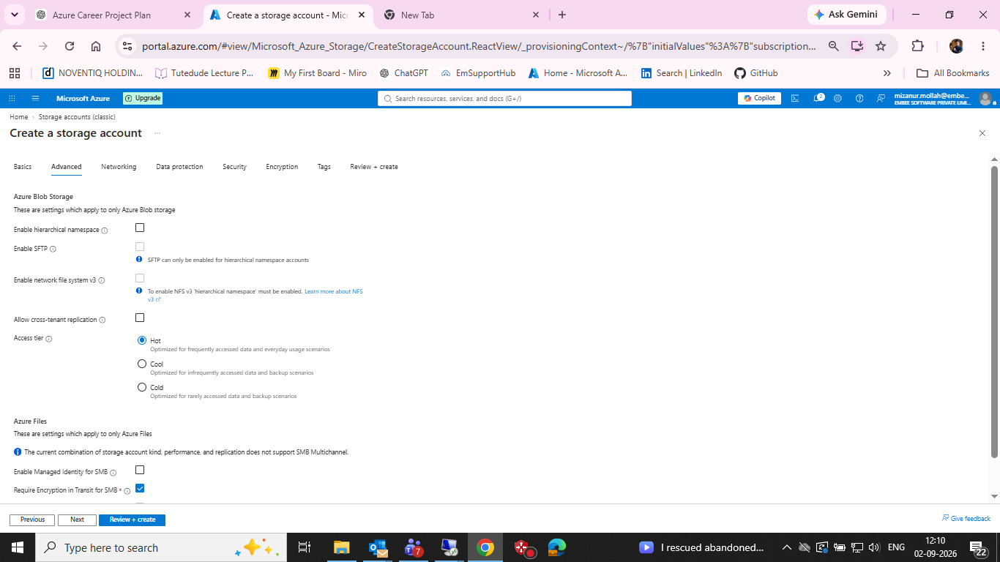 Azure Career Project Plan
Create a storage account - Micr
New Tab
Ask Gemini
portal.azure.com/#view/Microsoft_Azure_Storage/CreateStorageAccount.ReactView/_provisioningContext~/%7B"initialValues"%3A%7B"subscription...
NOVENTIQ HOLDIN...
Tutedude Lecture P...
My First Board - Miro
ChatGPT
EmSupportHub
Home - Microsoft A...
Search | LinkedIn
GitHub
All Bookmarks
Microsoft Azure
Upgrade
Search resources, services, and docs (G+/)
Copilot
2
mizanur.mollah@embe...
EMBEE SOFTWARE PRIVATE LIMI...
Home > Storage accounts (classic)
Create a storage account ...
Basics
Advanced
Networking
Data protection
Security
Encryption
Tags
Review + create
Azure Blob Storage
These are settings which apply to only Azure Blob storage
Enable hierarchical namespace
Enable SFTP
SFTP can only be enabled for hierarchical namespace accounts
Enable network file system v3
To enable NFS v3 'hierarchical namespace' must be enabled. Learn more about NFS
v3
Allow cross-tenant replication
Access tier
Hot
Optimized for frequently accessed data and everyday usage scenarios
Cool
Optimized for infrequently accessed data and backup scenarios
Cold
Optimized for rarely accessed data and backup scenarios
Azure Files
These are settings which apply to only Azure Files
The current combination of storage account kind, performance, and replication does not support SMB Multichannel.
Enable Managed Identity for SMB
Require Encryption in Transit for SMB *
Previous
Next
Review + create
Give feedback
Type here to search
7
I rescued abandoned...
ENG
12:10
02-09-2026
22